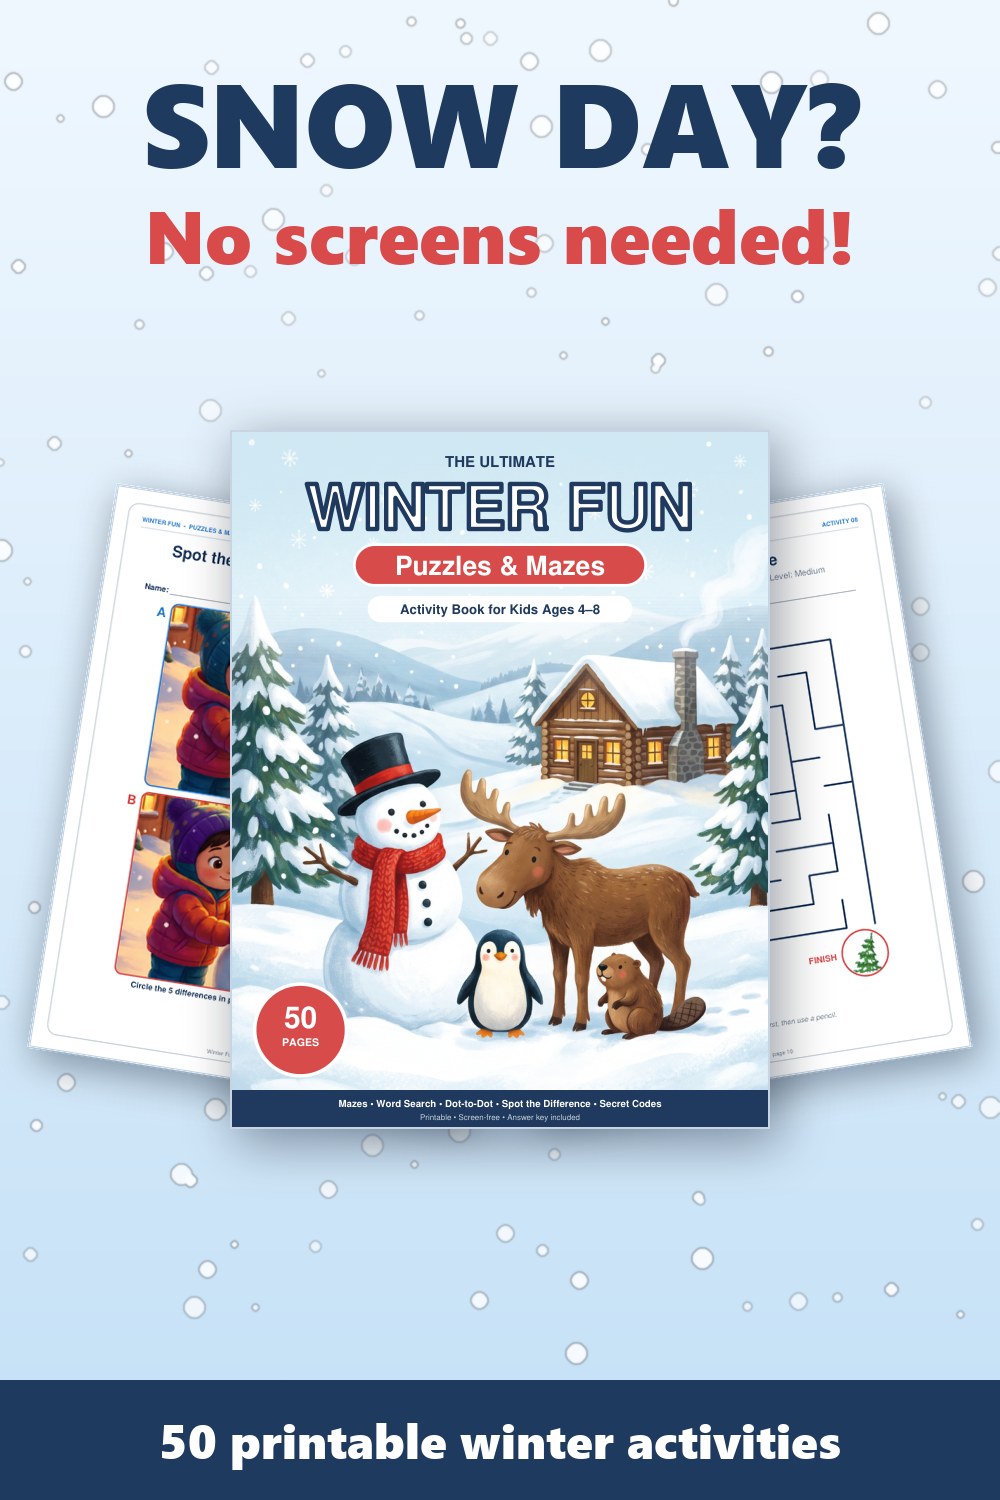 SNOW DAY?
No screens needed!
WINTER FUN • PUZZLES & M
Spot the
Name:
A
B
Circle the 5 differences in
Winter
THE ULTIMATE
WINTER FUN
Puzzles & Mazes
Activity Book for Kids Ages 4–8
50
PAGES
Mazes • Word Search • Dot-to-Dot • Spot the Difference • Secret Codes
Printable • Screen-free • Answer key included
ACTIVITY 08
Level: Medium
FINISH
then use a pencil.
page 10
50 printable winter activities